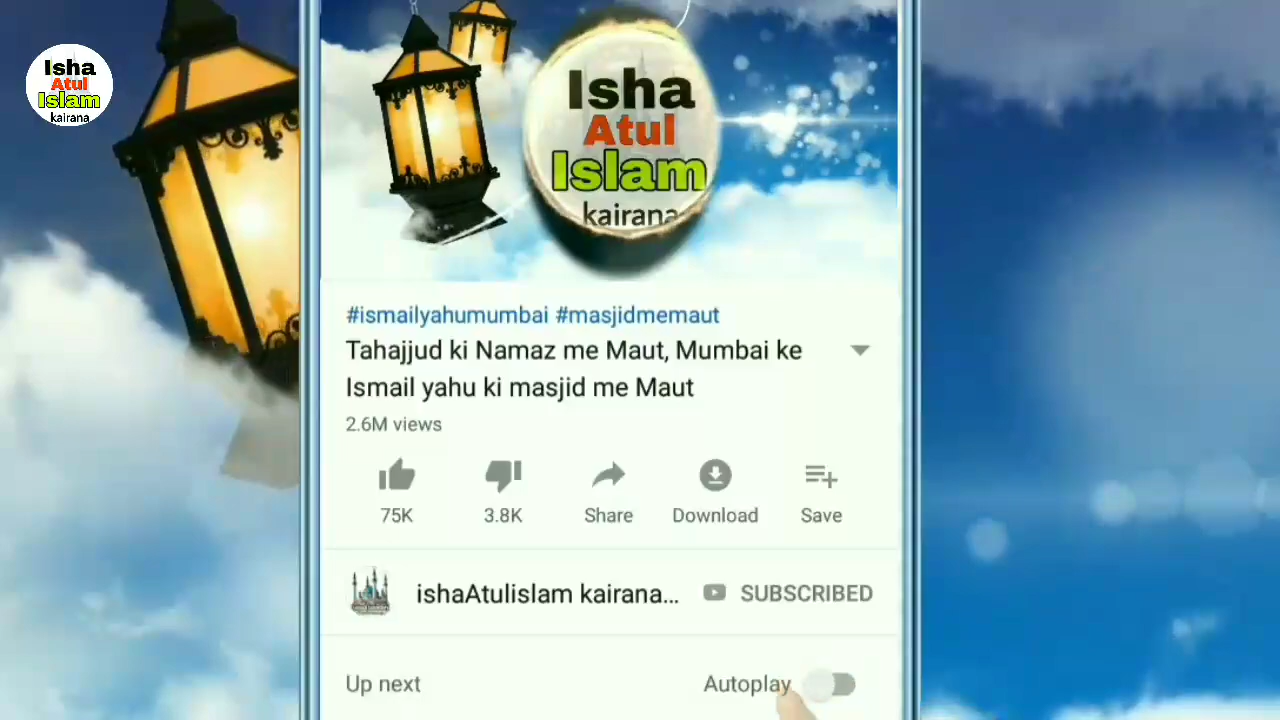 Isha
Atul
Islam
kairana
Isha
Atul
Islam
kairana
#ismailyahumumbai #masjidmemaut
Tahajjud ki Namaz me Maut, Mumbai ke
Ismail yahu ki masjid me Maut
2.6M views
75K
3.8K
Share
Download
Save
ishaAtulislam kairana...
SUBSCRIBED
Up next
Autoplay